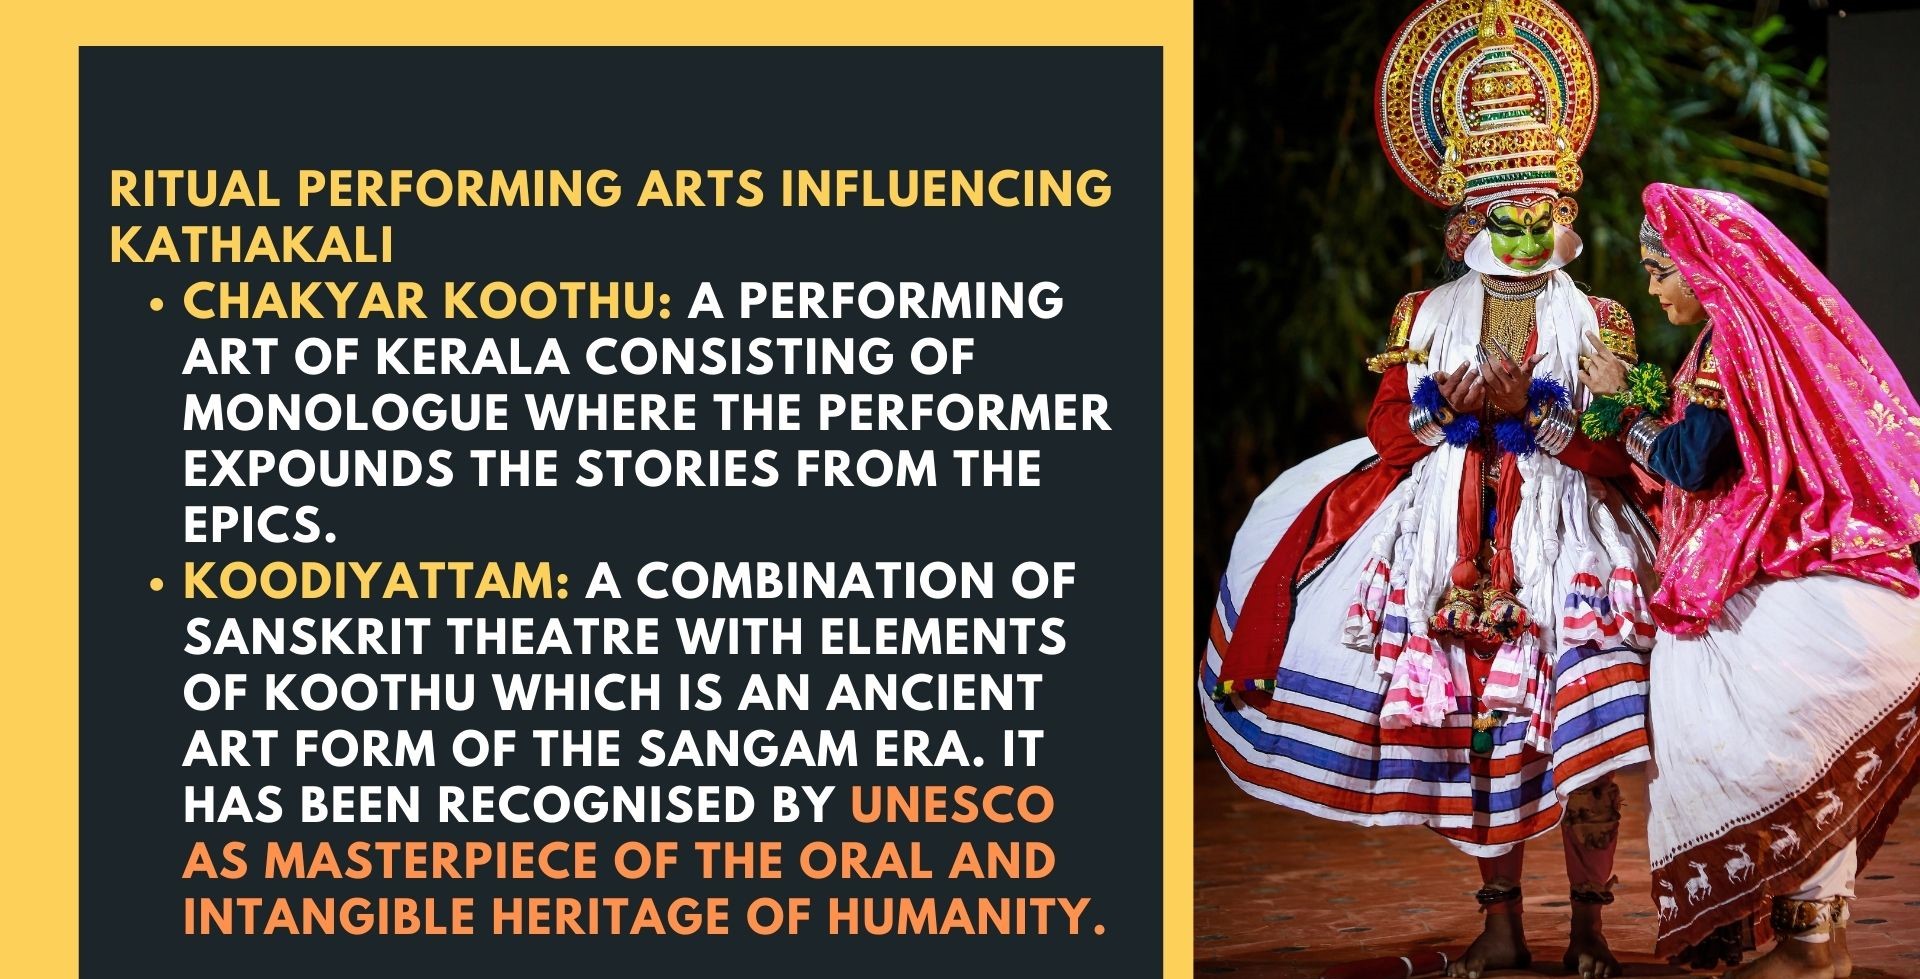 RITUAL PERFORMING ARTS INFLUENCING
KATHAKALI
• CHAKYAR KOOTHU: A PERFORMING
ART OF KERALA CONSISTING OF
MONOLOGUE WHERE THE PERFORMER
EXPOUNDS THE STORIES FROM THE
EPICS.
• KOODIYATTAM: A COMBINATION OF
SANSKRIT THEATRE WITH ELEMENTS
OF KOOTHU WHICH IS AN ANCIENT
ART FORM OF THE SANGAM ERA. IT
HAS BEEN RECOGNISED BY UNESCO
AS MASTERPIECE OF THE ORAL AND
INTANGIBLE HERITAGE OF HUMANITY.